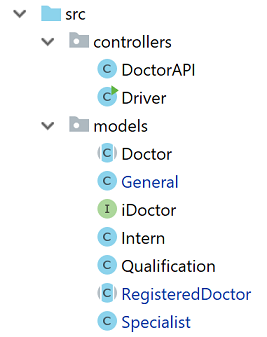 src
controllers
C DoctorAPI
C Driver
models
C Doctor
C General
I iDoctor
C Intern
C Qualification
C RegisteredDoctor
C Specialist